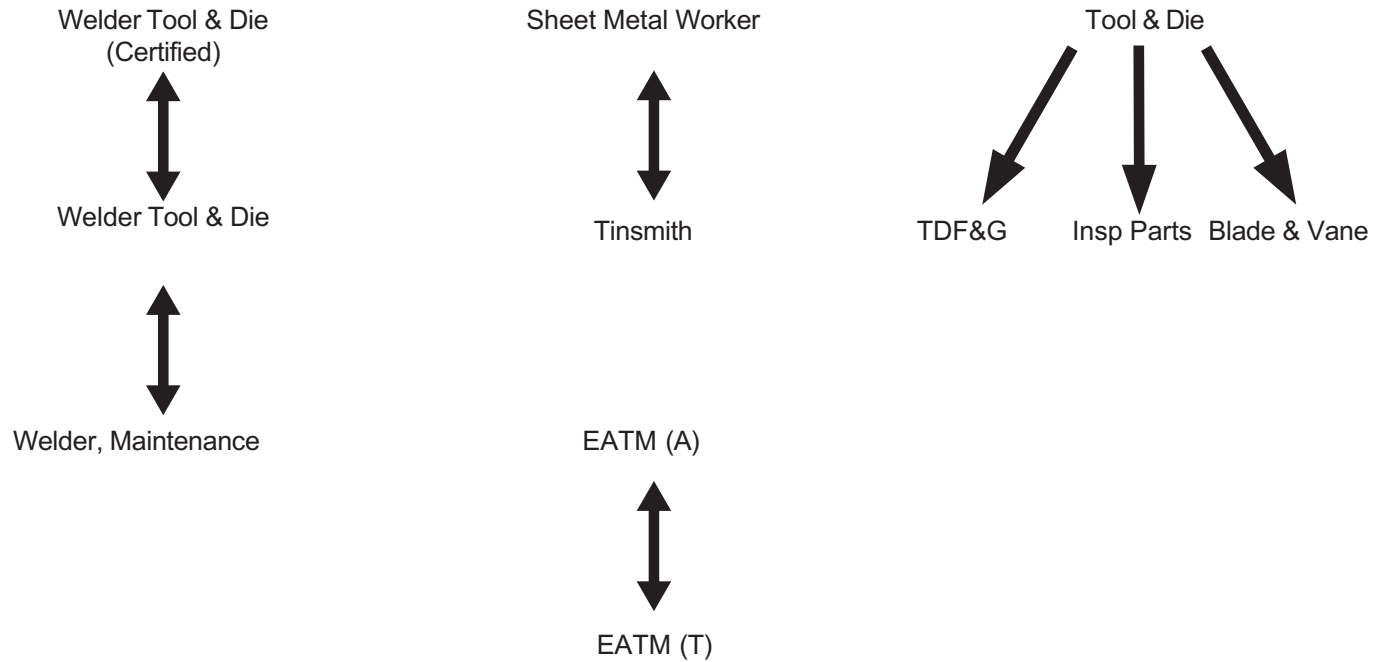 Welder Tool & Die
(Certified)
Sheet Metal Worker
Tool & Die
Welder Tool & Die
Tinsmith
TDF&G
Insp Parts
Blade & Vane
Welder, Maintenance
EATM (A)
EATM (T)